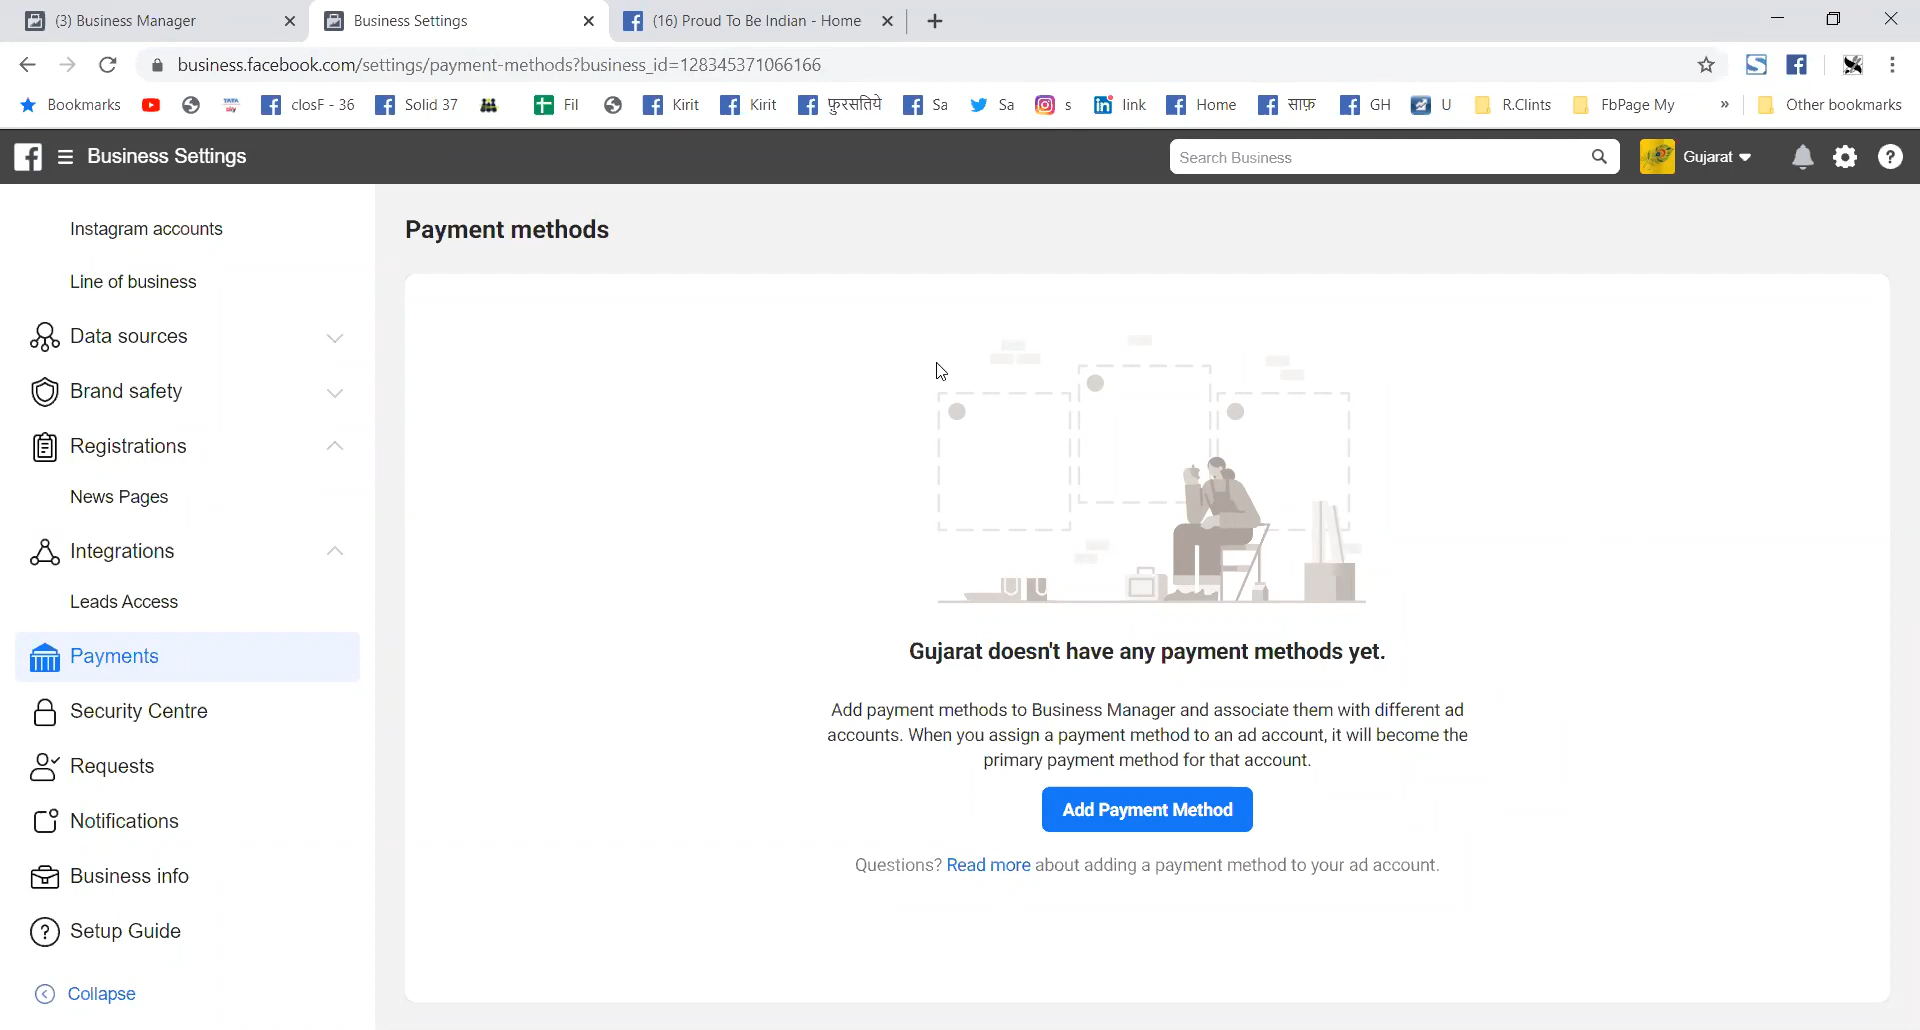 (3) Business Manager
Business Settings
(16) Proud To Be Indian - Home
business.facebook.com/settings/payment-methods?business_id=128345371066166
Bookmarks
TATA sky
closF - 36
Solid 37
Fil
Kirit
Kirit
फुरसतिये
Sa
Sa
s
link
Home
साफ़
GH
U
R.Clints
FbPage My
»
Other bookmarks
Business Settings
Search Business
Gujarat
Instagram accounts
Line of business
Data sources
Brand safety
Registrations
News Pages
Integrations
Leads Access
Payments
Security Centre
Requests
Notifications
Business info
Setup Guide
Collapse
Payment methods
Gujarat doesn't have any payment methods yet.
Add payment methods to Business Manager and associate them with different ad
accounts. When you assign a payment method to an ad account, it will become the
primary payment method for that account.
Add Payment Method
Questions? Read more about adding a payment method to your ad account.